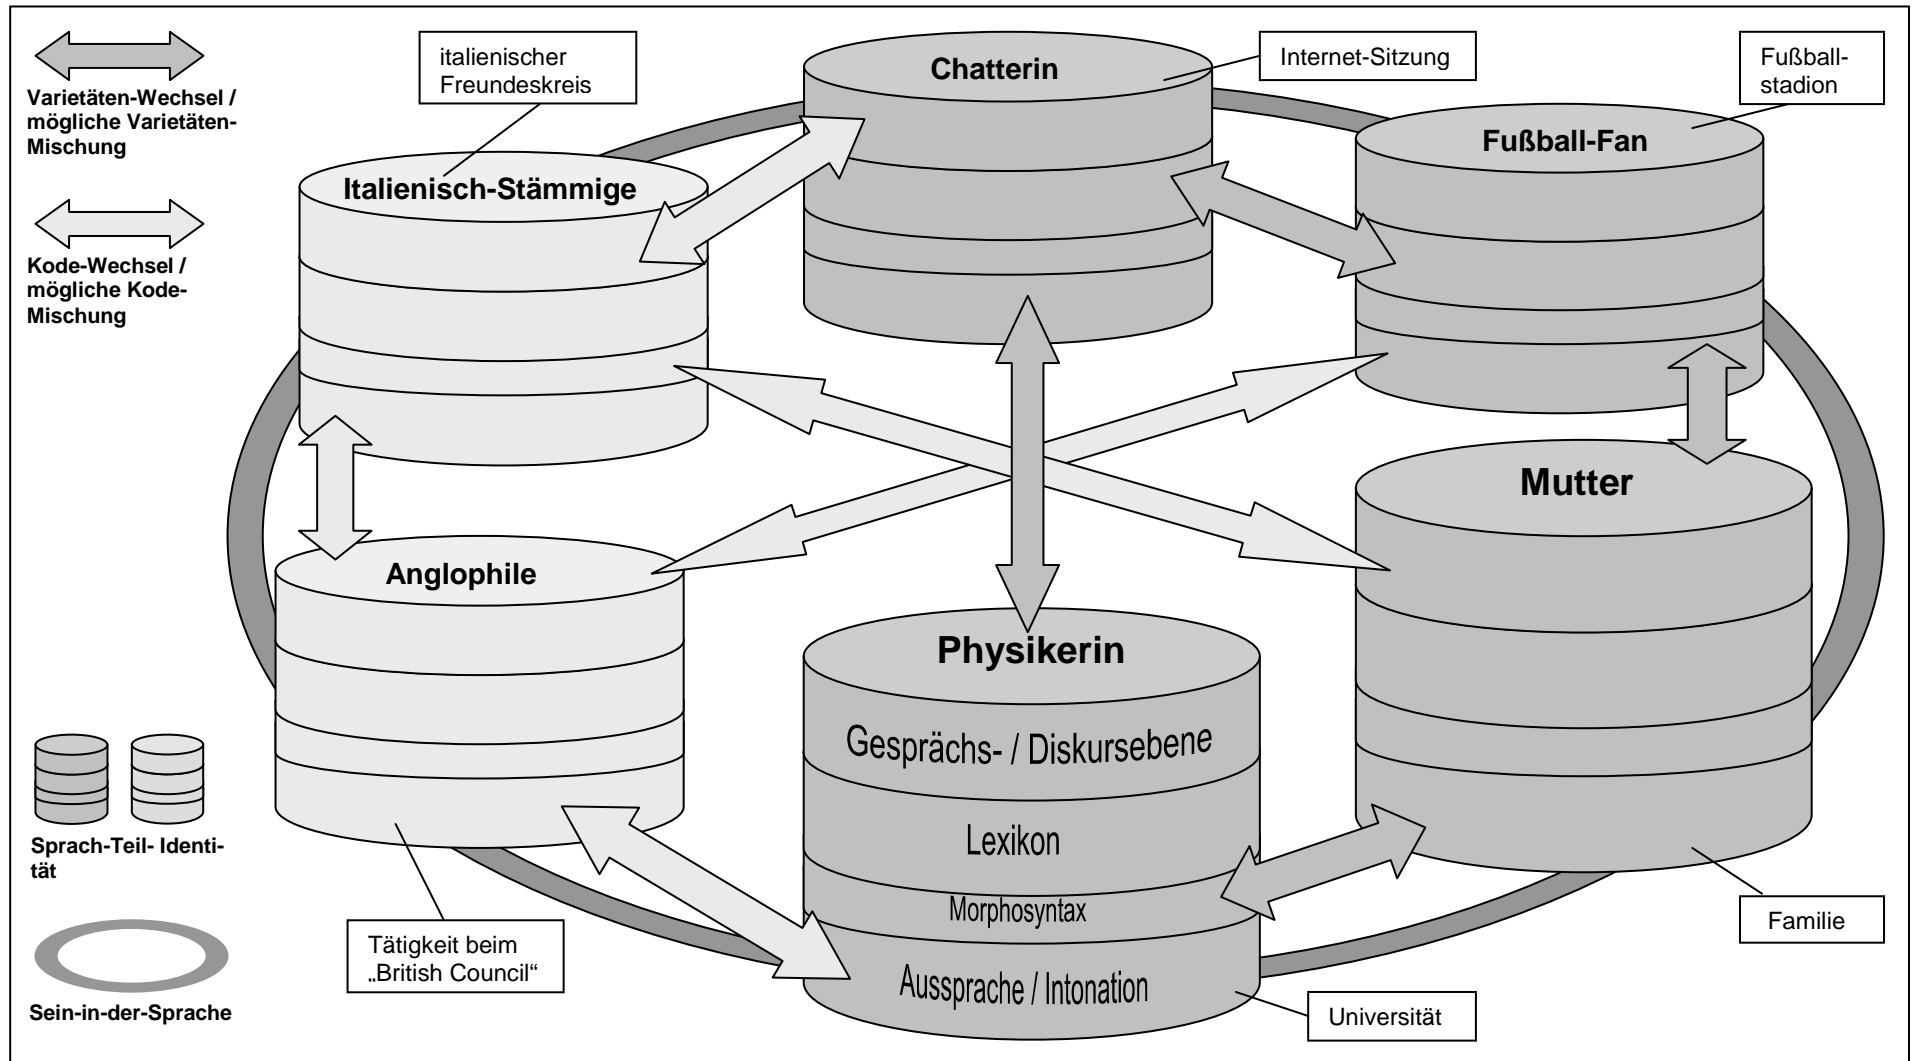 Varietäten-Wechsel /
mögliche Varietäten-
Mischung
Kode-Wechsel /
mögliche Kode-
Mischung
Sprach-Teil- Identi-
tät
Sein-in-der-Sprache
italienischer
Freundeskreis
Italienisch-Stämmige
Chatterin
Internet-Sitzung
Fußball-
stadion
Fußball-Fan
Anglophile
Tätigkeit beim
„British Council“
Physikerin
Gesprächs- / Diskursebene
Lexikon
Morphosyntax
Aussprache / Intonation
Universität
Mutter
Familie